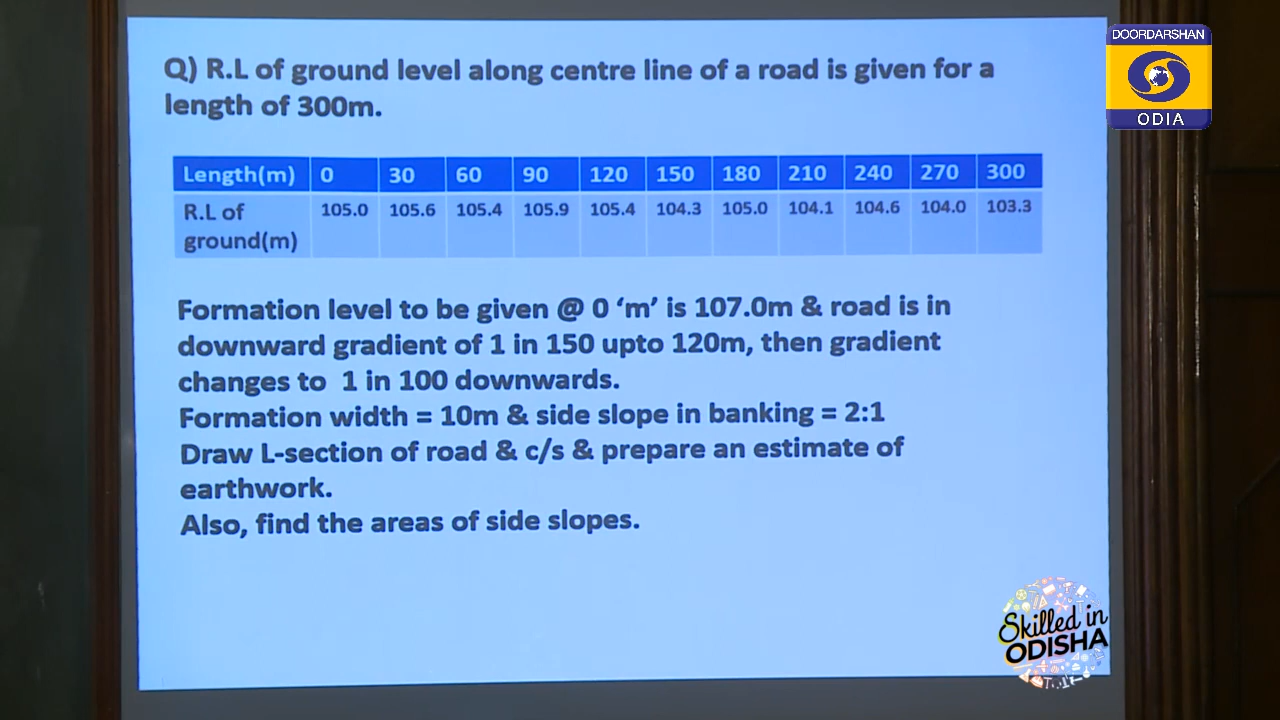 DOORDARSHAN
ODIA
Q) R.L of ground level along centre line of a road is given for a
length of 300m.
Length(m) 0 30 60 90 120 150 180 210 240 270 300
R.L of 105.0 105.6 105.4 105.9 105.4 104.3 105.0 104.1 104.6 104.0 103.3
ground(m)
Formation level to be given @ 0 ‘m’ is 107.0m & road is in
downward gradient of 1 in 150 upto 120m, then gradient
changes to 1 in 100 downwards.
Formation width = 10m & side slope in banking = 2:1
Draw L-section of road & c/s & prepare an estimate of
earthwork.
Also, find the areas of side slopes.
Skilled in
ODISHA